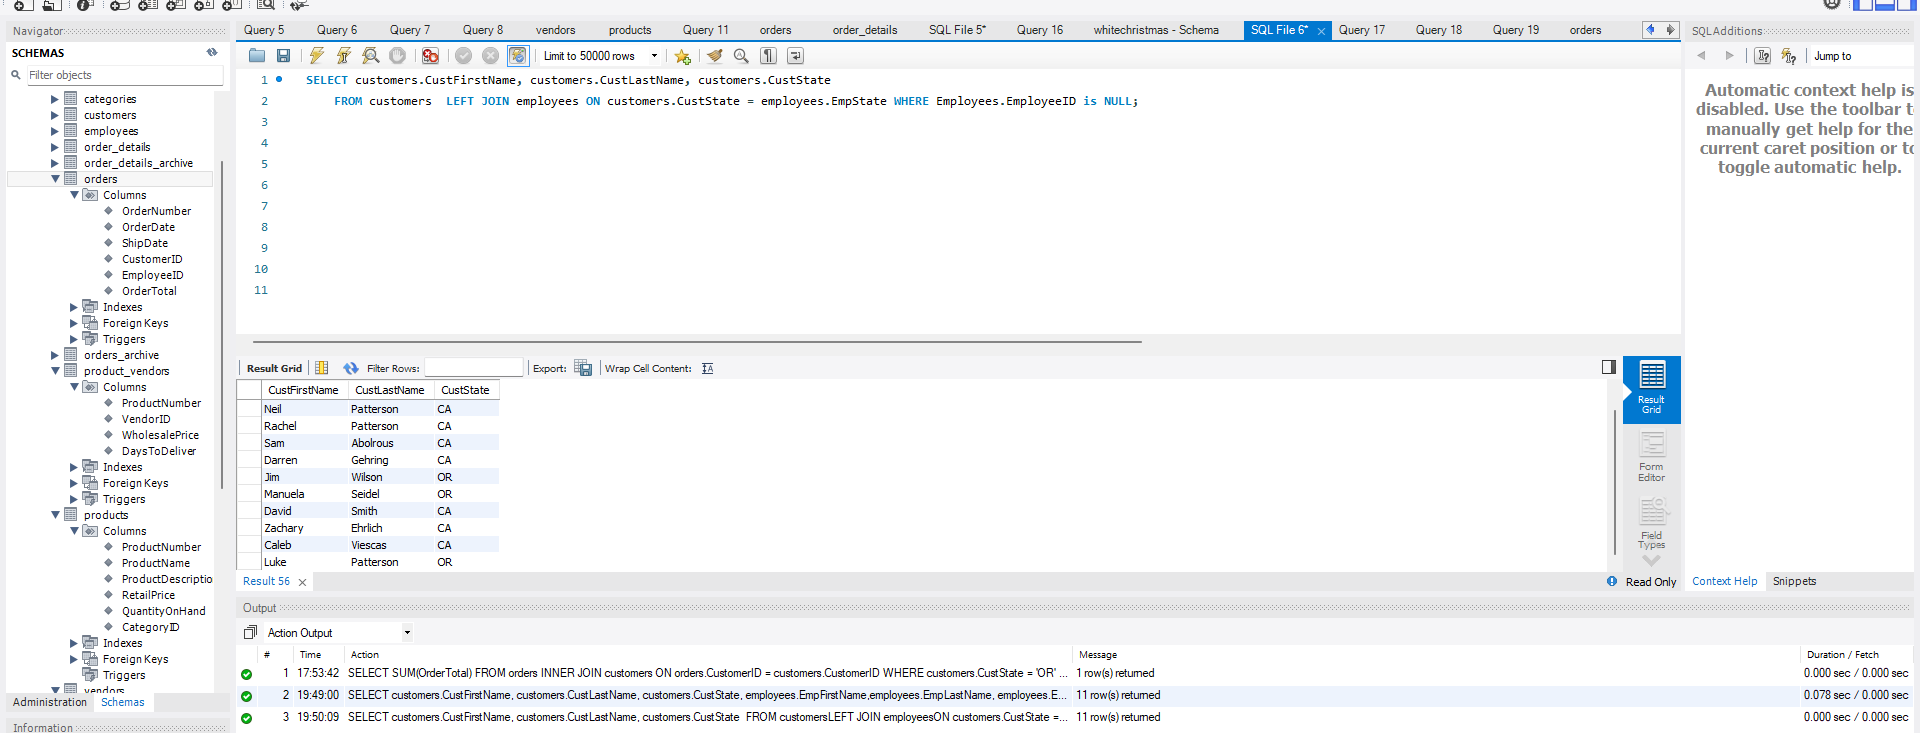 Navigator
SCHEMAS
Filter objects
categories
customers
employees
order_details
order_details_archive
orders
Columns
OrderNumber
OrderDate
ShipDate
CustomerID
EmployeeID
OrderTotal
Indexes
Foreign Keys
Triggers
orders_archive
product_vendors
Columns
ProductNumber
VendorID
WholesalePrice
DaysToDeliver
Indexes
Foreign Keys
Triggers
products
Columns
ProductNumber
ProductName
ProductDescriptio
RetailPrice
QuantityOnHand
CategoryID
Indexes
Foreign Keys
Triggers
vendors
Administration Schemas
Information
Query 5 Query 6 Query 7 Query 8 vendors products Query 11 orders order_details SQL File 5* Query 16 whitechristmas - Schema SQL File 6* Query 17 Query 18 Query 19 orders
Limit to 50000 rows
1 SELECT customers.CustFirstName, customers.CustLastName, customers.CustState
2 FROM customers LEFT JOIN employees ON customers.CustState = employees.EmpState WHERE Employees.EmployeeID is NULL;
3
4
5
6
7
8
9
10
11
Result Grid Filter Rows: Export: Wrap Cell Content:
CustFirstName CustLastName CustState
Neil Patterson CA
Rachel Patterson CA
Sam Abolrous CA
Darren Gehring CA
Jim Wilson OR
Manuela Seidel OR
David Smith CA
Zachary Ehrlich CA
Caleb Viescas CA
Luke Patterson OR
Result 56
Result
Grid
Form
Editor
Field
Types
Read Only
Output
Action Output
# Time Action Message Duration / Fetch
1 17:53:42 SELECT SUM(OrderTotal) FROM orders INNER JOIN customers ON orders.CustomerID = customers.CustomerID WHERE customers.CustState = 'OR' ... 1 row(s) returned 0.000 sec / 0.000 sec
2 19:49:00 SELECT customers.CustFirstName, customers.CustLastName, customers.CustState, employees.EmpFirstName,employees.EmpLastName, employees.E... 11 row(s) returned 0.078 sec / 0.000 sec
3 19:50:09 SELECT customers.CustFirstName, customers.CustLastName, customers.CustState FROM customersLEFT JOIN employeesON customers.CustState =... 11 row(s) returned 0.000 sec / 0.000 sec
SQLAdditions
Jump to
Automatic context help is
disabled. Use the toolbar t
manually get help for the
current caret position or to
toggle automatic help.
Context Help Snippets